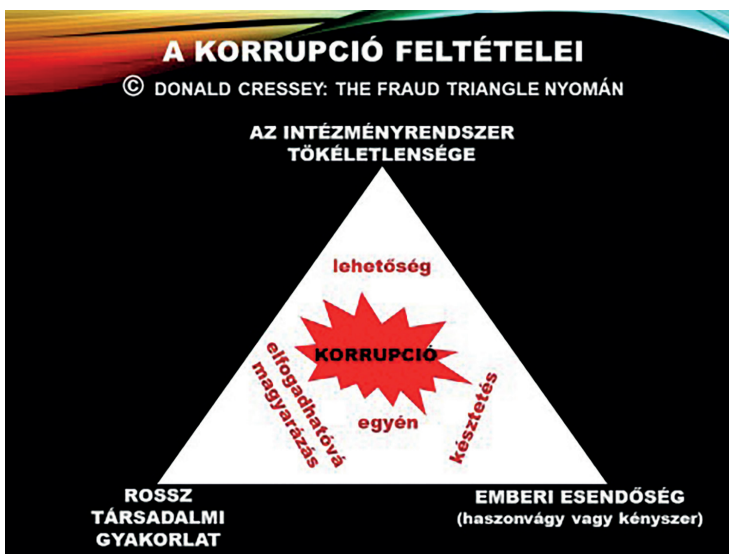 A KORRUPCIÓ FELTÉTELEI
© DONALD CRESSEY: THE FRAUD TRIANGLE NYOMÁN
AZ INTÉZMÉNYRENDSZER
TÖKÉLETLENSÉGE
lehetőség
KORRUPCIÓ
elfogadhatóvá
magyarázás
egyén
késztetés
ROSSZ
TÁRSADALMI
GYAKORLAT
EMBERI ESENDŐSÉG
(haszonvágy vagy kényszer)